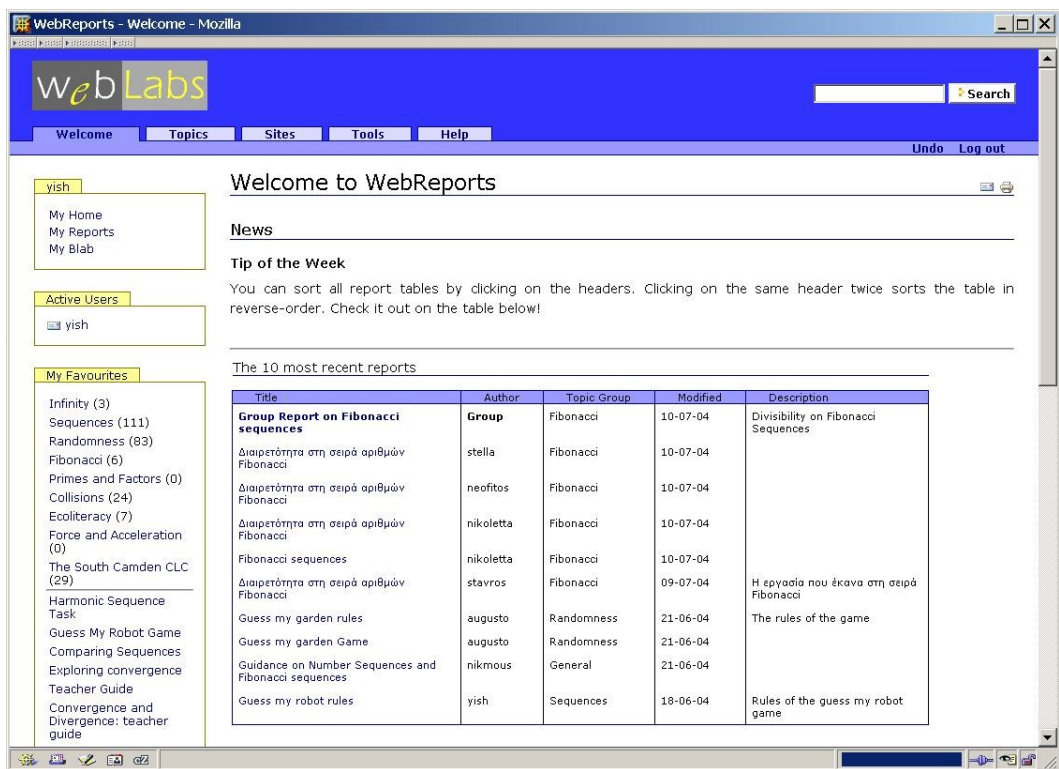 WebReports - Welcome - Mozilla
WebLabs
Search
Welcome Topics Sites Tools Help
Undo Log out
yish
My Home
My Reports
My Blab
Active Users
yish
My Favourites
Infinity (3)
Sequences (111)
Randomness (83)
Fibonacci (6)
Primes and Factors (0)
Collisions (24)
Ecoliteracy (7)
Force and Acceleration
(0)
The South Camden CLC
(29)
Harmonic Sequence
Task
Guess My Robot Game
Comparing Sequences
Exploring convergence
Teacher Guide
Convergence and
Divergence: teacher
guide
Welcome to WebReports
News
Tip of the Week
You can sort all report tables by clicking on the headers. Clicking on the same header twice sorts the table in
reverse-order. Check it out on the table below!
The 10 most recent reports
Title Author Topic Group Modified Description
Group Report on Fibonacci Group Fibonacci 10-07-04 Divisibility on Fibonacci
sequences Sequences
Διαιρετότητα στη σειρά αριθμών stella Fibonacci 10-07-04
Fibonacci
Διαιρετότητα στη σειρά αριθμών neofitos Fibonacci 10-07-04
Fibonacci
Διαιρετότητα στη σειρά αριθμών nikoletta Fibonacci 10-07-04
Fibonacci
Fibonacci sequences nikoletta Fibonacci 10-07-04
Διαιρετότητα στη σειρά αριθμών stavros Fibonacci 09-07-04 Η εργασία που έκανα στη σειρά
Fibonacci Fibonacci
Guess my garden rules augusto Randomness 21-06-04 The rules of the game
Guess my garden Game augusto Randomness 21-06-04
Guidance on Number Sequences and nikmous General 21-06-04
Fibonacci sequences
Guess my robot rules yish Sequences 18-06-04 Rules of the guess my robot
game